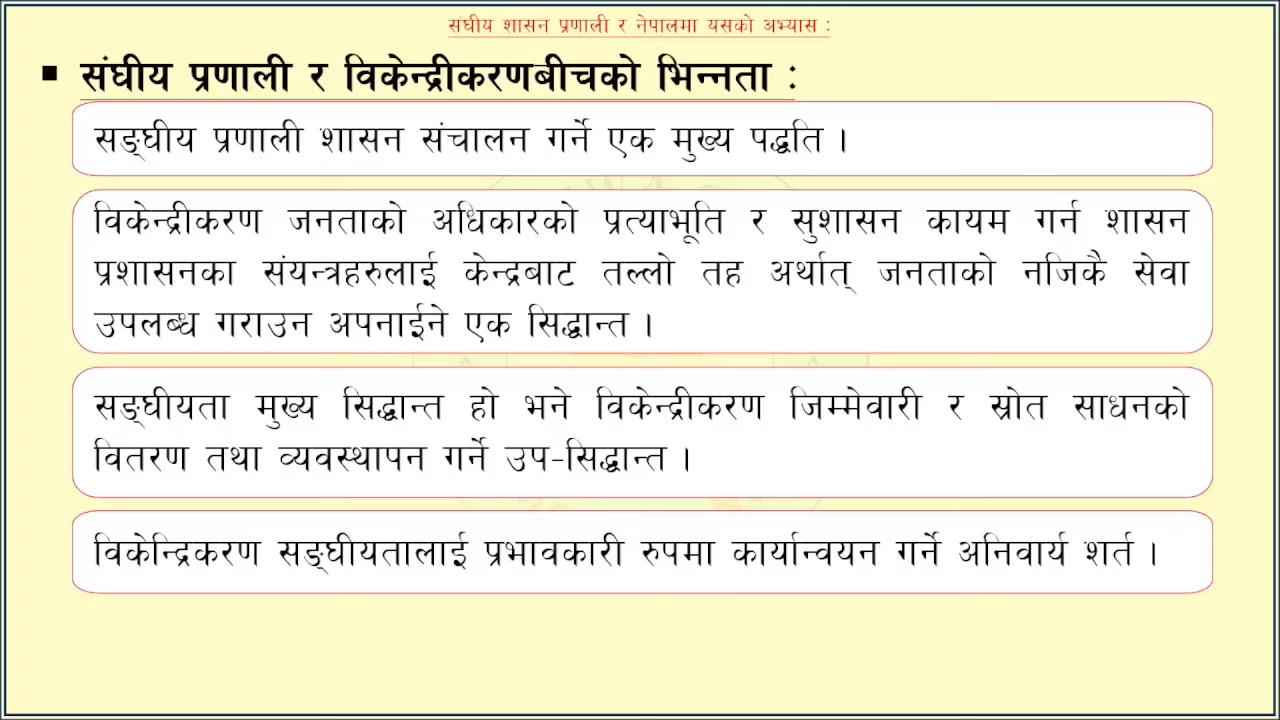 संघीय शासन प्रणाली र नेपालमा यसको अभ्यास :
▪ संघीय प्रणाली र विकेन्द्रीकरणबीचको भिन्नता :
सङ्घीय प्रणाली शासन संचालन गर्ने एक मुख्य पद्धति ।
विकेन्द्रीकरण जनताको अधिकारको प्रत्याभूति र सुशासन कायम गर्न शासन
प्रशासनका संयन्त्रहरुलाई केन्द्रबाट तल्लो तह अर्थात् जनताको नजिकै सेवा
उपलब्ध गराउन अपनाईने एक सिद्धान्त ।
सङ्घीयता मुख्य सिद्धान्त हो भने विकेन्द्रीकरण जिम्मेवारी र स्रोत साधनको
वितरण तथा व्यवस्थापन गर्ने उप-सिद्धान्त ।
विकेन्द्रिकरण सङ्घीयतालाई प्रभावकारी रुपमा कार्यान्वयन गर्ने अनिवार्य शर्त ।